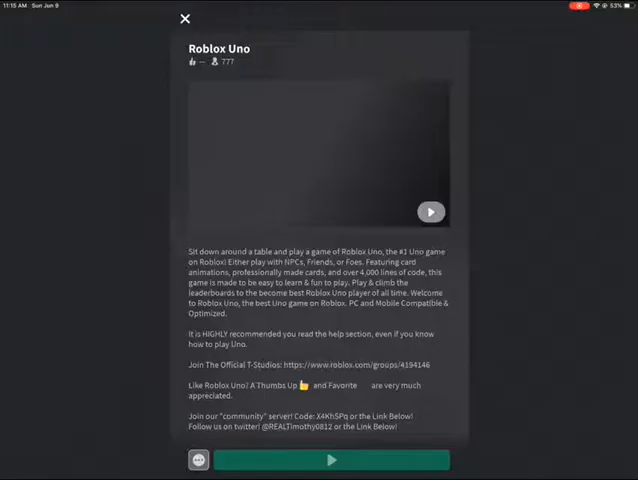 11:15 AM Sun Jun 9
53%
Roblox Uno
-- 777
Sit down around a table and play a game of Roblox Uno, the #1 Uno game
on Roblox! Either play with NPCs, Friends, or Foes. Featuring card
animations, professionally made cards, and over 4,000 lines of code, this
game is made to be easy to learn & fun to play. Play & climb the
leaderboards to the become best Roblox Uno player of all time. Welcome
to Roblox Uno, the best Uno game on Roblox. PC and Mobile Compatible &
Optimized.
It is HIGHLY recommended you read the help section, even if you know
how to play Uno.
Join The Official T-Studios: https://www.roblox.com/groups/4194146
Like Roblox Uno? A Thumbs Up 👍 and Favorite are very much
appreciated.
Join our "community" server! Code: X4KhSPq or the Link Below!
Follow us on twitter! @REALTimothy0812 or the Link Below!